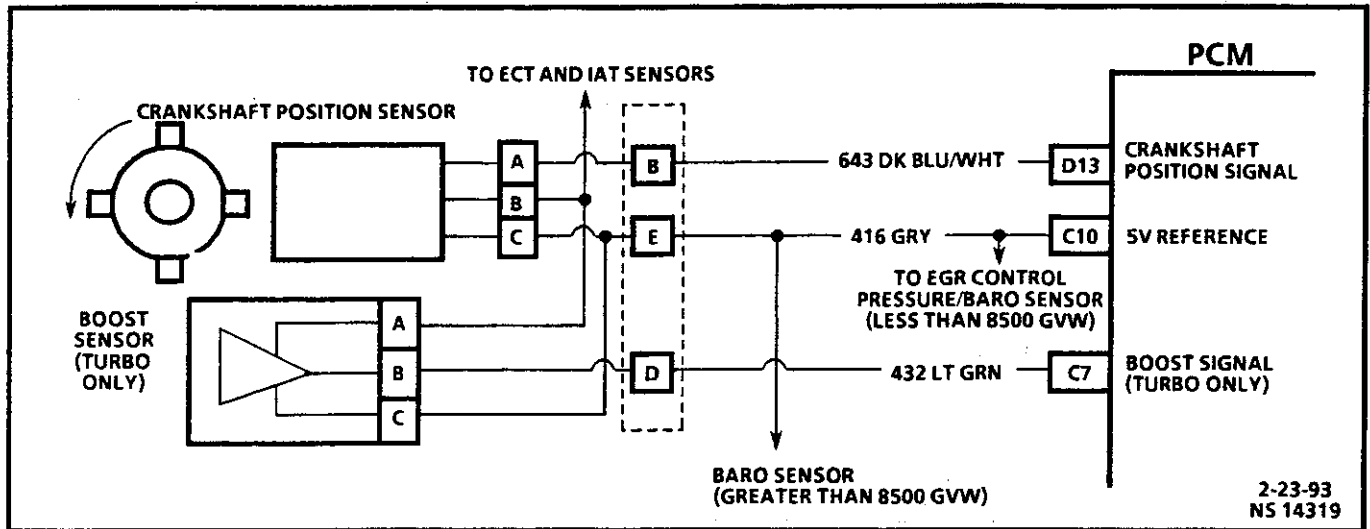 PCM
TO ECT AND IAT SENSORS
CRANKSHAFT POSITION SENSOR
A
B
643 DK BLU/WHT
D13
CRANKSHAFT
POSITION SIGNAL
B
C
E
416 GRY
C10
5V REFERENCE
TO EGR CONTROL
PRESSURE/BARO SENSOR
(LESS THAN 8500 GVW)
BOOST
SENSOR
(TURBO
ONLY)
A
B
C
D
432 LT GRN
C7
BOOST SIGNAL
(TURBO ONLY)
BARO SENSOR
(GREATER THAN 8500 GVW)
2-23-93
NS 14319